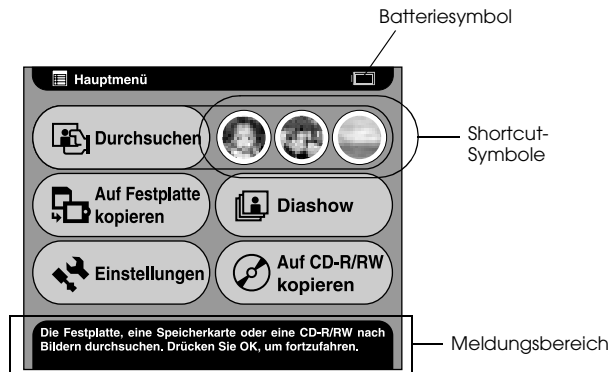 Batteriesymbol
Hauptmenü
Durchsuchen
Shortcut-
Symbole
Auf Festplatte
kopieren
Diashow
Einstellungen
Auf CD-R/RW
kopieren
Die Festplatte, eine Speicherkarte oder eine CD-R/RW nach
Bildern durchsuchen. Drücken Sie OK, um fortzufahren.
Meldungsbereich